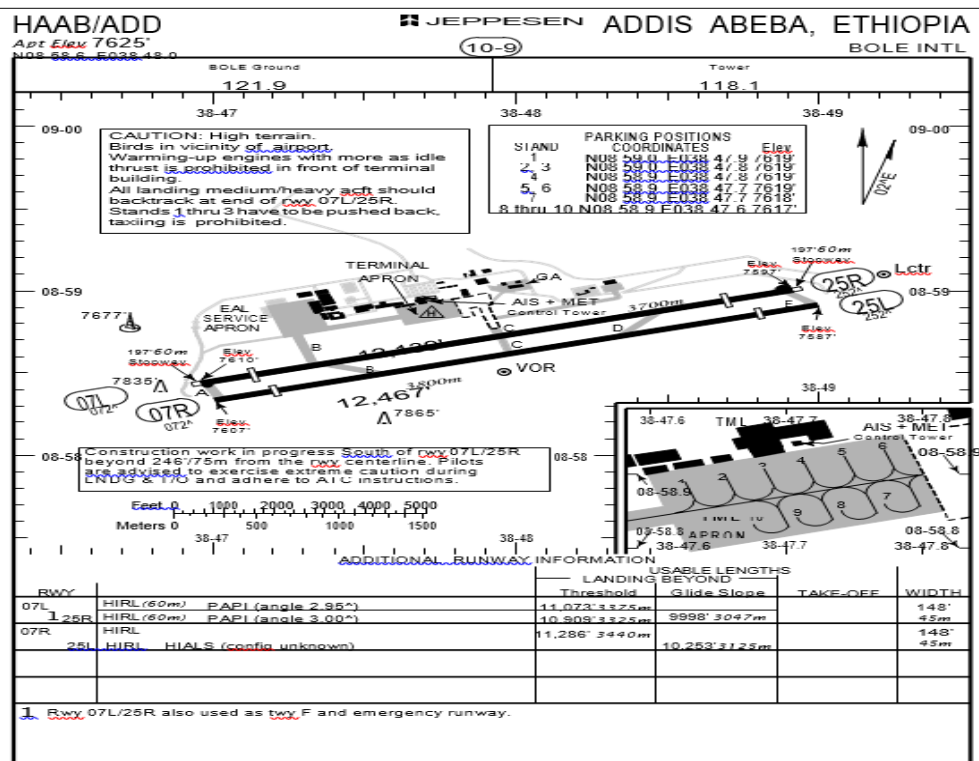 HAAB/ADD
JEPPESEN
ADDIS ABEBA, ETHIOPIA
Apt Elev 7625'
N08 58.6 E038 48.0
10-9
BOLE INTL
BOLE Ground
121.9
Tower
118.1
38-47
38-48
38-49
09-00
09-00
CAUTION: High terrain.
Birds in vicinity of airport.
Warming-up engines with more as idle
thrust is prohibited in front of terminal
building.
All landing medium/heavy acft should
backtrack at end of rwy 07L/25R.
Stands 1 thru 3 have to be pushed back,
taxiing is prohibited.
PARKING POSITIONS
STAND COORDINATES Elev
1 N08 59.0 E038 47.9 7619'
2, 3 N08 59.0 E038 47.8 7619'
4 N08 58.9 E038 47.8 7619'
5, 6 N08 58.9 E038 47.7 7619'
7 N08 58.9 E038 47.7 7618'
8 thru 10 N08 58.9 E038 47.6 7617'
02°E
TERMINAL
APRON
GA
AIS + MET
Control Tower
H
EAL
SERVICE
APRON
197'60m
Stopway
Elev
7597'
Lctr
25R
252^
25L
252^
Elev
7587'
08-59
08-59
7677'
197'60m
Stopway
Elev
7610'
3700m
A
B
B
C
C
D
F
VOR
7835'
07L
072^
07R
072^
Elev
7607'
12,467'
3800m
7865'
38-49
08-58
08-58
Construction work in progress South of rwy 07L/25R
beyond 246'/75m from the rwy centerline. Pilots
are advised to exercise extreme caution during
LNDG & T/O and adhere to ATC instructions.
Feet 0 1000 2000 3000 4000 5000
Meters 0 500 1000 1500
38-47
38-48
38-47.6
TML
38-47.7
38-47.8
AIS + MET
Control Tower
08-58.9
08-58.9
1 2 3 4 5 6
7 8 9 10
TML
APRON
08-58.8
08-58.8
38-47.6
38-47.7
38-47.8
ADDITIONAL RUNWAY INFORMATION
USABLE LENGTHS
LANDING BEYOND
RWY Threshold Glide Slope TAKE-OFF WIDTH
07L HIRL (60m) PAPI (angle 2.95^) 11,073' 3375m 148'
1 25R HIRL (60m) PAPI (angle 3.00^) 10,909' 3325m 9998' 3047m 45m
07R HIRL 11,286' 3440m 148'
25L HIRL HIALS (config unknown) 10,253' 3125m 45m
1 Rwy 07L/25R also used as twy F and emergency runway.